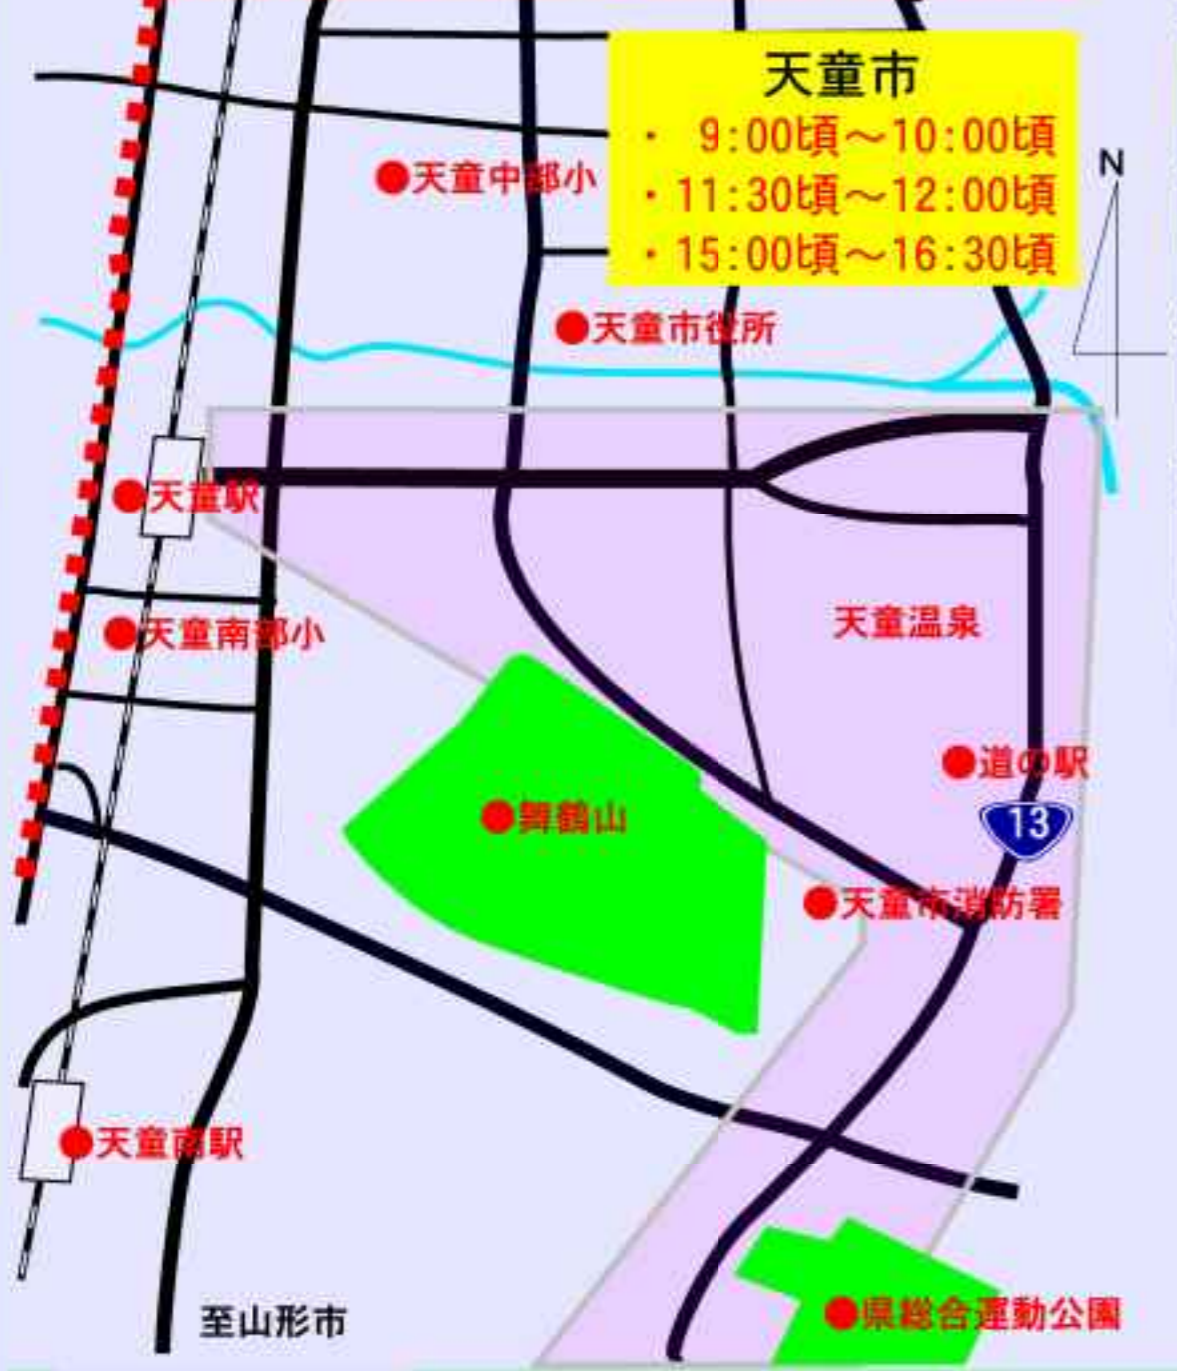 天童市
・ 9:00頃～10:00頃
・11:30頃～12:00頃
・15:00頃～16:30頃
N
●天童中部小
●天童市役所
●天童駅
天童温泉
●天童南部小
●道の駅
13
●舞鶴山
●天童市消防署
●天童南駅
至山形市
●県総合運動公園